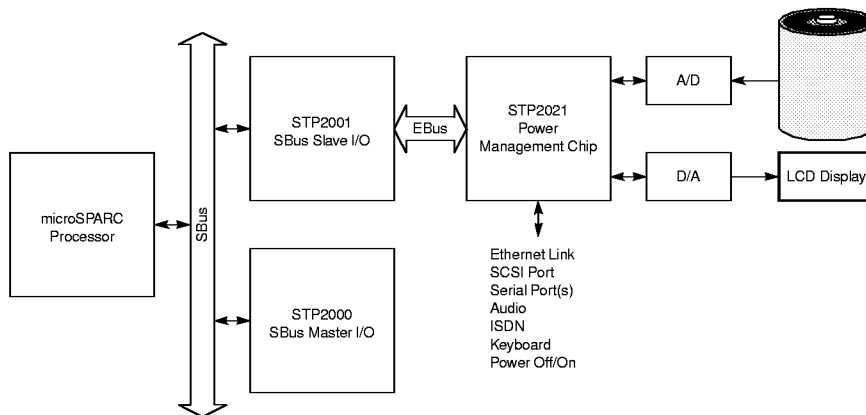 microSPARC
Processor
SBus
STP2001
SBus Slave I/O
STP2000
SBus Master I/O
EBus
STP2021
Power
Management Chip
A/D
D/A
LCD Display
Ethernet Link
SCSI Port
Serial Port(s)
Audio
ISDN
Keyboard
Power Off/On